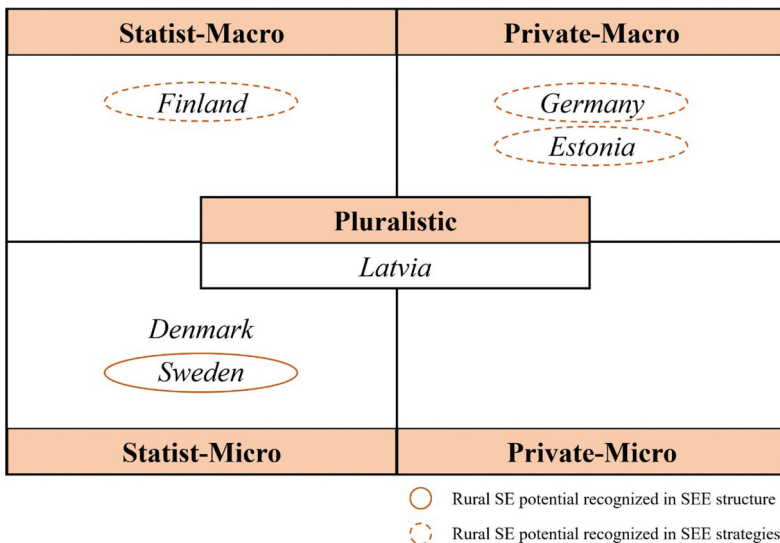 Statist-Macro
Private-Macro
Finland
Germany
Estonia
Pluralistic
Latvia
Denmark
Sweden
Statist-Micro
Private-Micro
Rural SE potential recognized in SEE structure
Rural SE potential recognized in SEE strategies